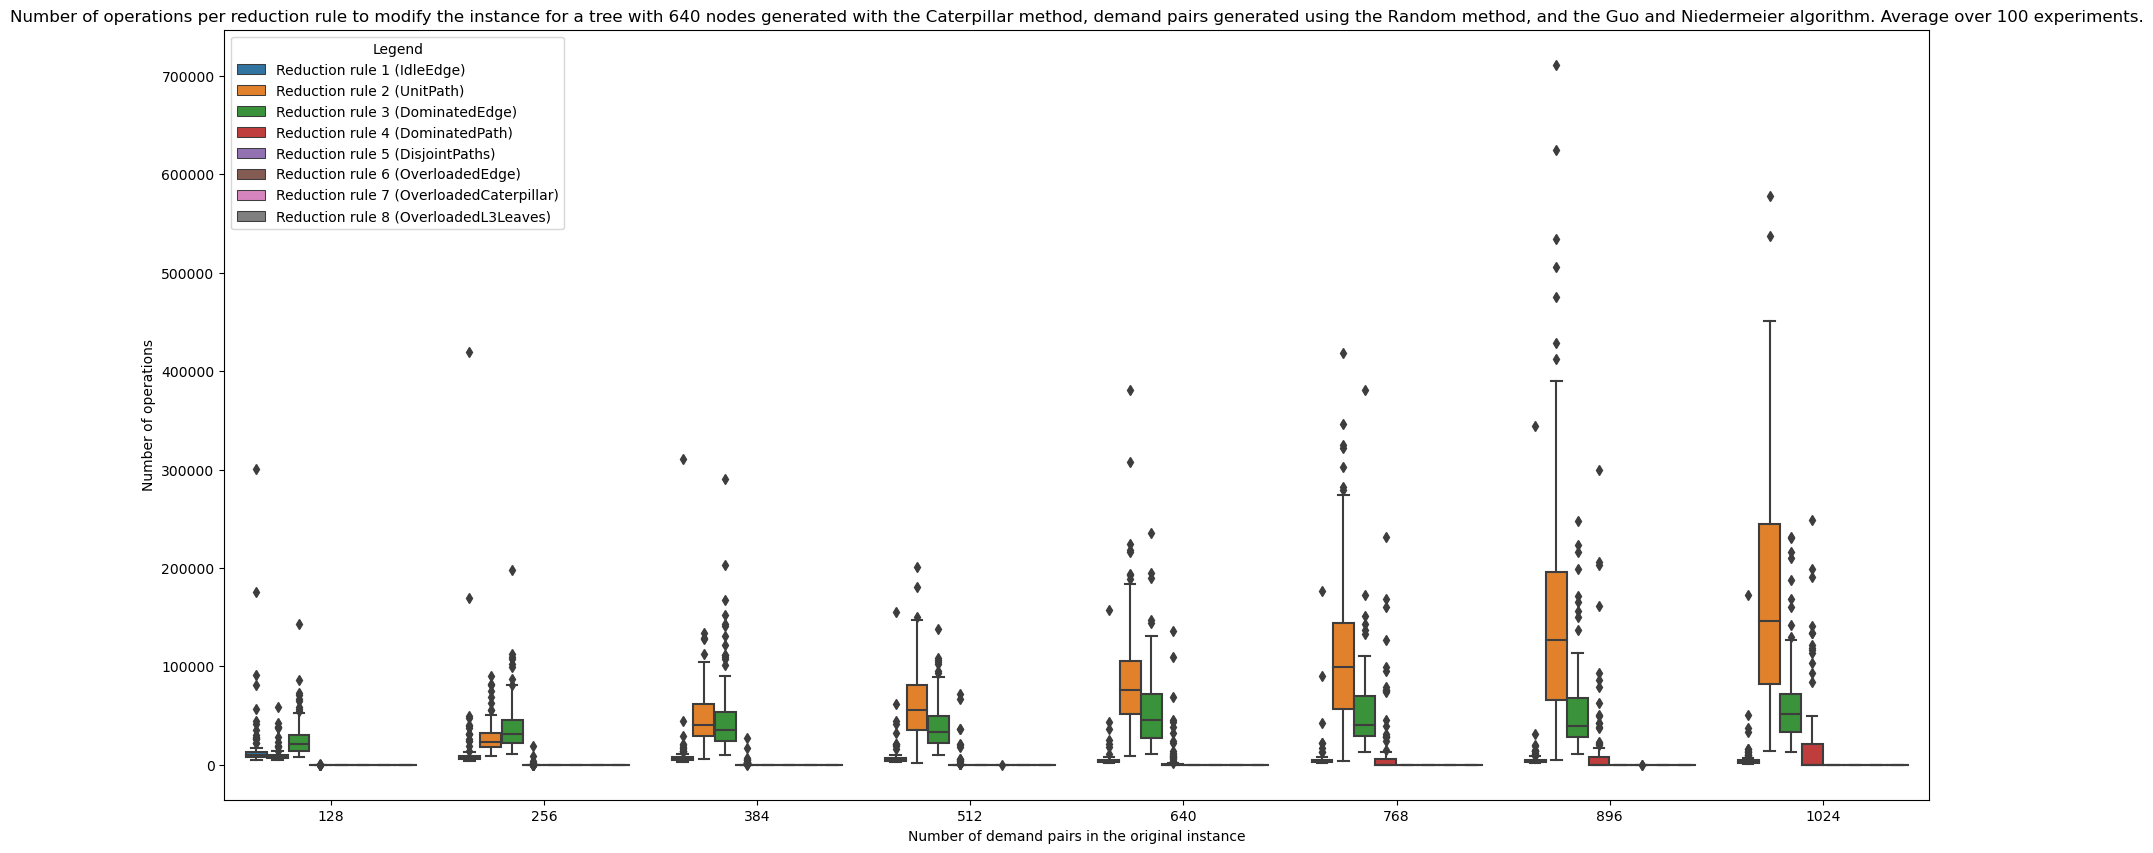 Number of operations per reduction rule to modify the instance for a tree with 640 nodes generated with the Caterpillar method, demand pairs generated using the Random method, and the Guo and Niedermeier algorithm. Average over 100 experiments.
Legend
Reduction rule 1 (IdleEdge)
Reduction rule 2 (UnitPath)
Reduction rule 3 (DominatedEdge)
Reduction rule 4 (DominatedPath)
Reduction rule 5 (DisjointPaths)
Reduction rule 6 (OverloadedEdge)
Reduction rule 7 (OverloadedCaterpillar)
Reduction rule 8 (OverloadedL3Leaves)
Number of operations
700000
600000
500000
400000
300000
200000
100000
0
128 256 384 512 640 768 896 1024
Number of demand pairs in the original instance